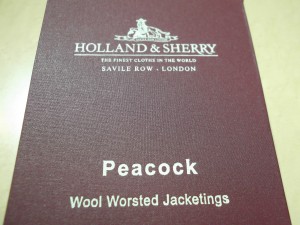 HOLLAND & SHERRY
THE FINEST CLOTHS IN THE WORLD
SAVILE ROW - LONDON
Peacock
Wool Worsted Jacketings